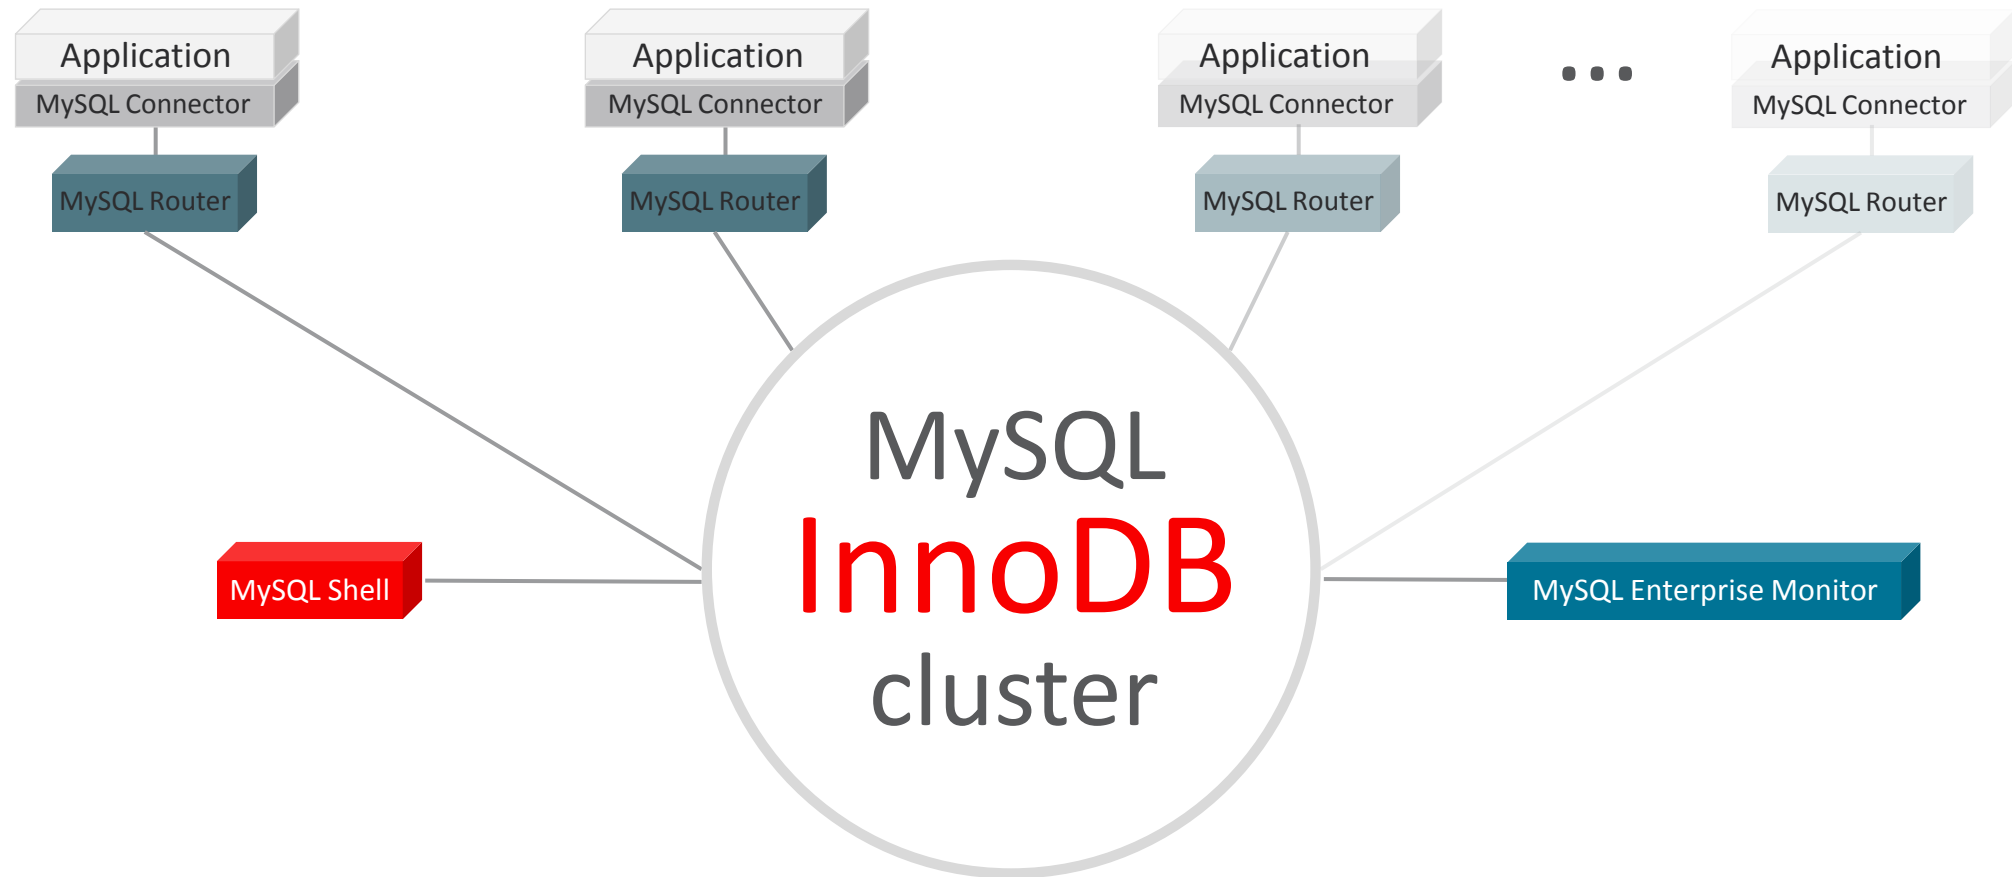 Application
MySQL Connector
MySQL Router
Application
MySQL Connector
MySQL Router
Application
MySQL Connector
MySQL Router
...
Application
MySQL Connector
MySQL Router
MySQL
InnoDB
cluster
MySQL Shell
MySQL Enterprise Monitor